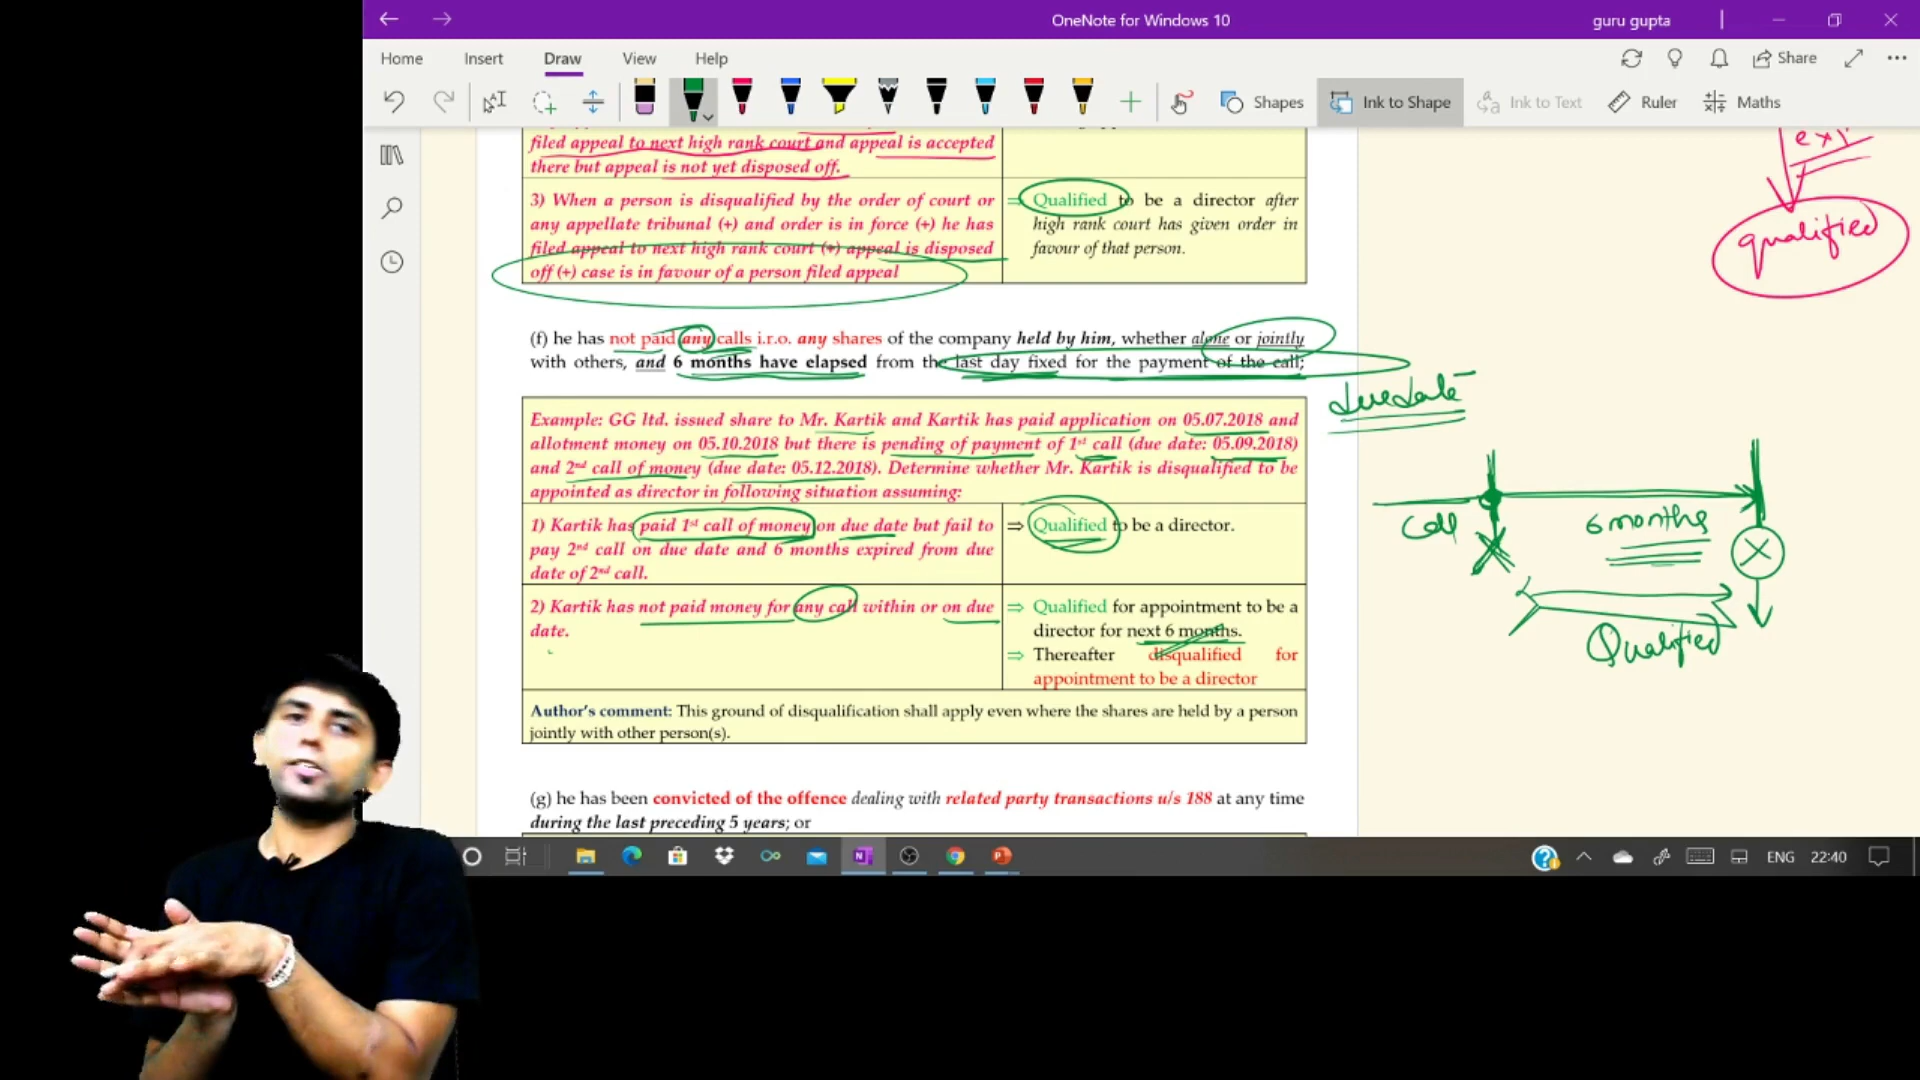 OneNote for Windows 10
guru gupta
Home
Insert
Draw
View
Help
Share
Shapes
Ink to Shape
Ink to Text
Ruler
Maths
filed appeal to next high rank court and appeal is accepted
there but appeal is not yet disposed off.
3) When a person is disqualified by the order of court or
any appellate tribunal (+) and order is in force (+) he has
filed appeal to next high rank court (+) appeal is disposed
off (+) case is in favour of a person filed appeal
⇒ Qualified to be a director after
high rank court has given order in
favour of that person.
qualified
(f) he has not paid any calls i.r.o. any shares of the company held by him, whether alone or jointly
with others, and 6 months have elapsed from the last day fixed for the payment of the call;
due date
Example: GG ltd. issued share to Mr. Kartik and Kartik has paid application on 05.07.2018 and
allotment money on 05.10.2018 but there is pending of payment of 1st call (due date: 05.09.2018)
and 2nd call of money (due date: 05.12.2018). Determine whether Mr. Kartik is disqualified to be
appointed as director in following situation assuming:
1) Kartik has paid 1st call of money on due date but fail to
pay 2nd call on due date and 6 months expired from due
date of 2nd call.
⇒ Qualified to be a director.
2) Kartik has not paid money for any call within or on due
date.
⇒ Qualified for appointment to be a
director for next 6 months.
⇒ Thereafter disqualified for
appointment to be a director
Call
6 months
Qualified
Author's comment: This ground of disqualification shall apply even where the shares are held by a person
jointly with other person(s).
(g) he has been convicted of the offence dealing with related party transactions u/s 188 at any time
during the last preceding 5 years; or
ENG
22:40